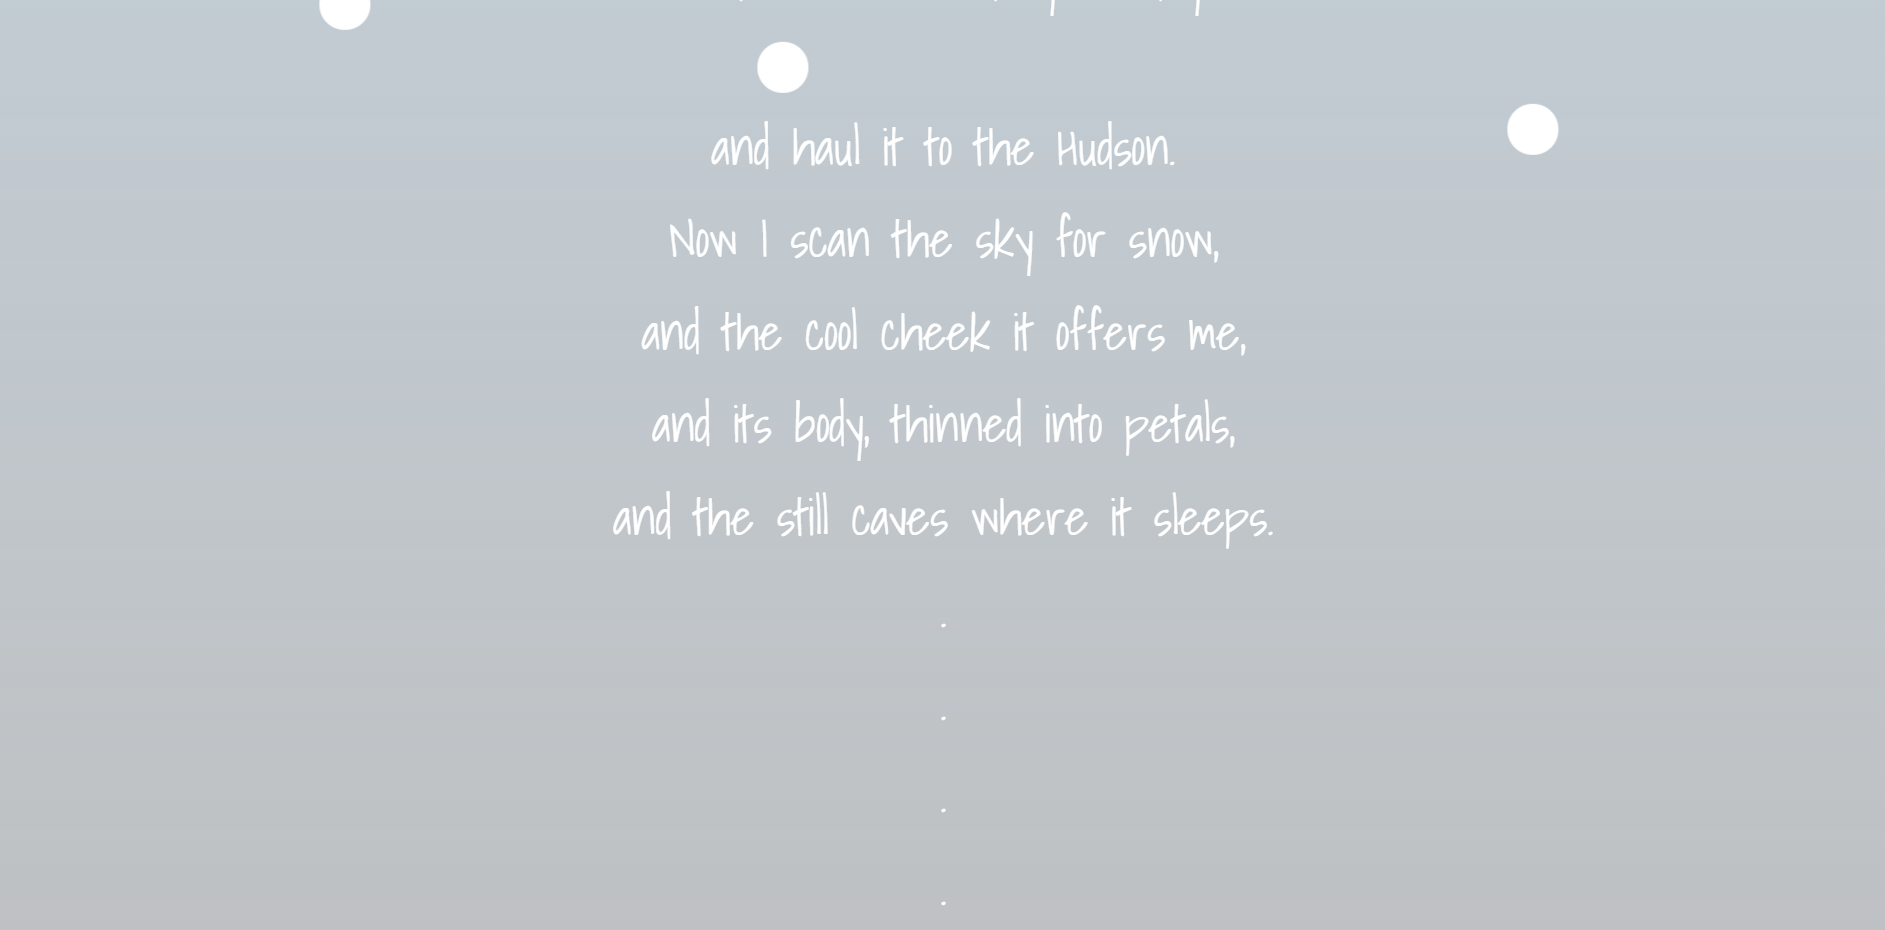 and haul it to the Hudson.
Now I scan the sky for snow,
and the cool cheek it offers me,
and its body, thinned into petals,
and the still caves where it sleeps.
.
.
.
.